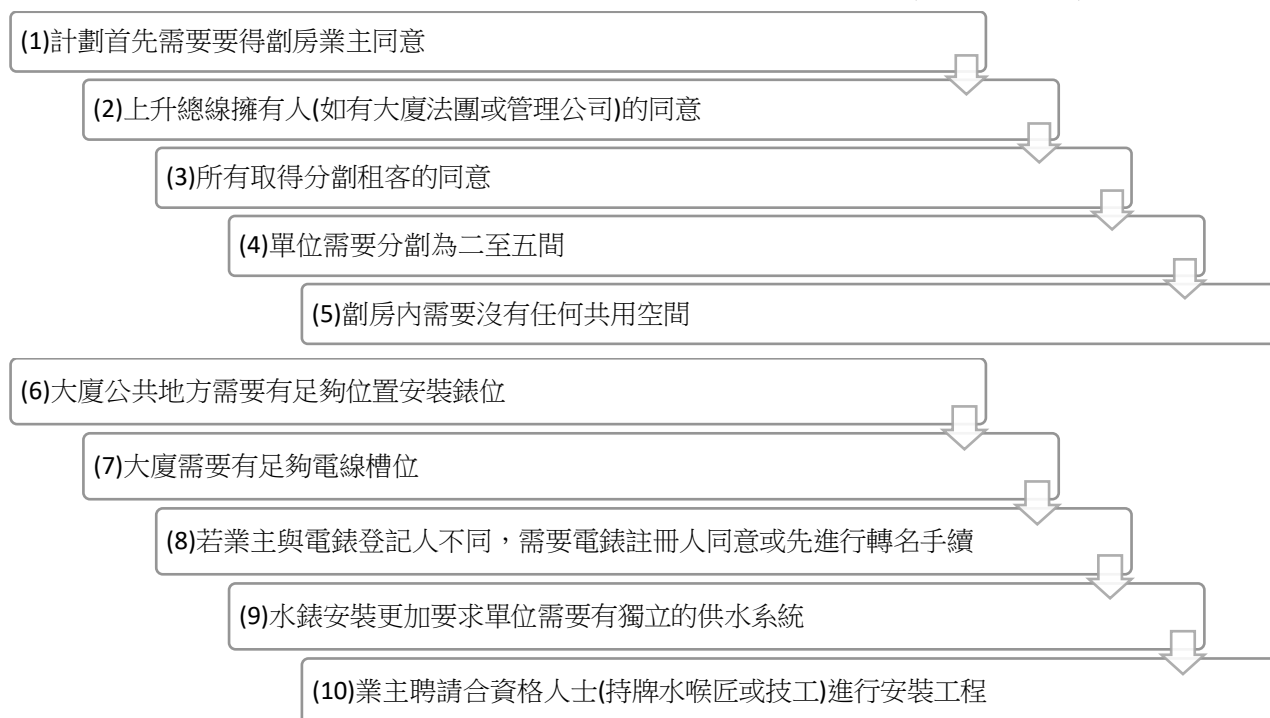 (1)計劃首先需要要得劏房業主同意
(2)上升總線擁有人(如有大廈法團或管理公司)的同意
(3)所有取得分劏租客的同意
(4)單位需要分劏為二至五間
(5)劏房內需要沒有任何共用空間
(6)大廈公共地方需要有足夠位置安裝錶位
(7)大廈需要有足夠電線槽位
(8)若業主與電錶登記人不同，需要電錶註冊人同意或先進行轉名手續
(9)水錶安裝更加要求單位需要有獨立的供水系統
(10)業主聘請合資格人士(持牌水喉匠或技工)進行安裝工程